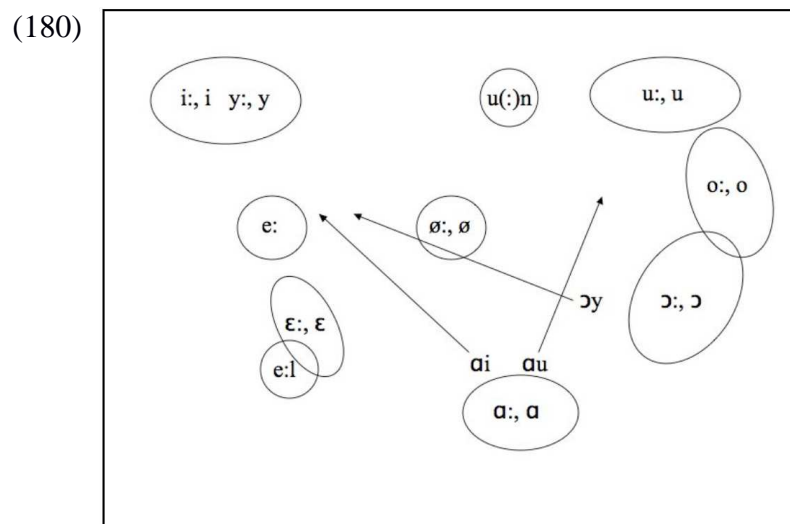 (180)
i:, i y:, y
u(:)n
u:, u
o:, o
e:
ø:, ø
ɔy
ɔ:, ɔ
ɛ:, ɛ
e:l
ɑi
ɑu
ɑ:, ɑ